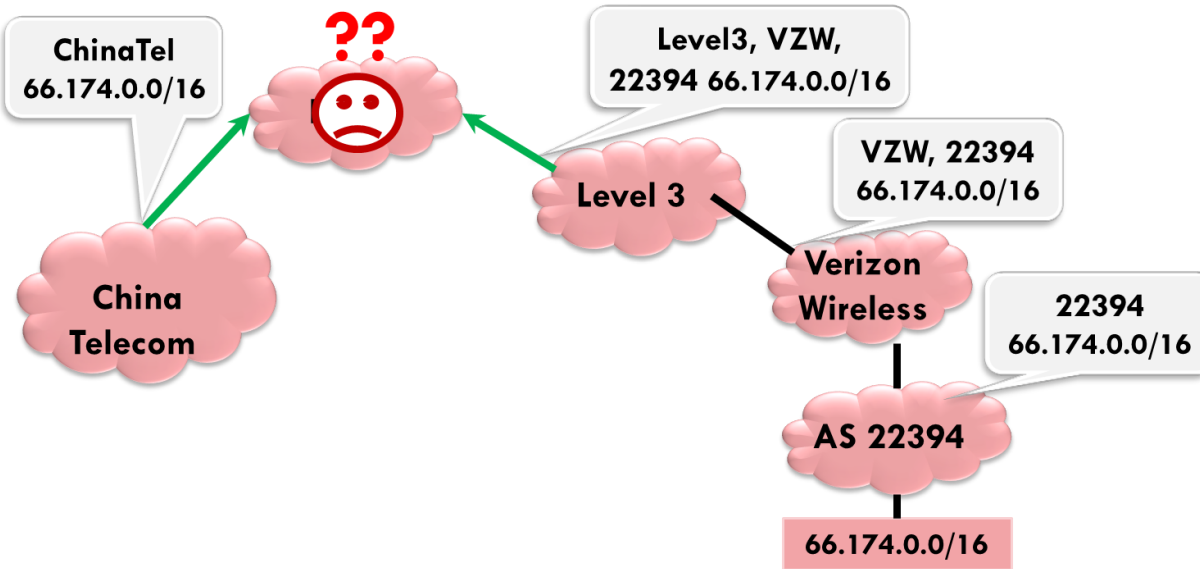 ??
ChinaTel
66.174.0.0/16
Level3, VZW,
22394 66.174.0.0/16
Level 3
VZW, 22394
66.174.0.0/16
Verizon
Wireless
China
Telecom
22394
66.174.0.0/16
AS 22394
66.174.0.0/16